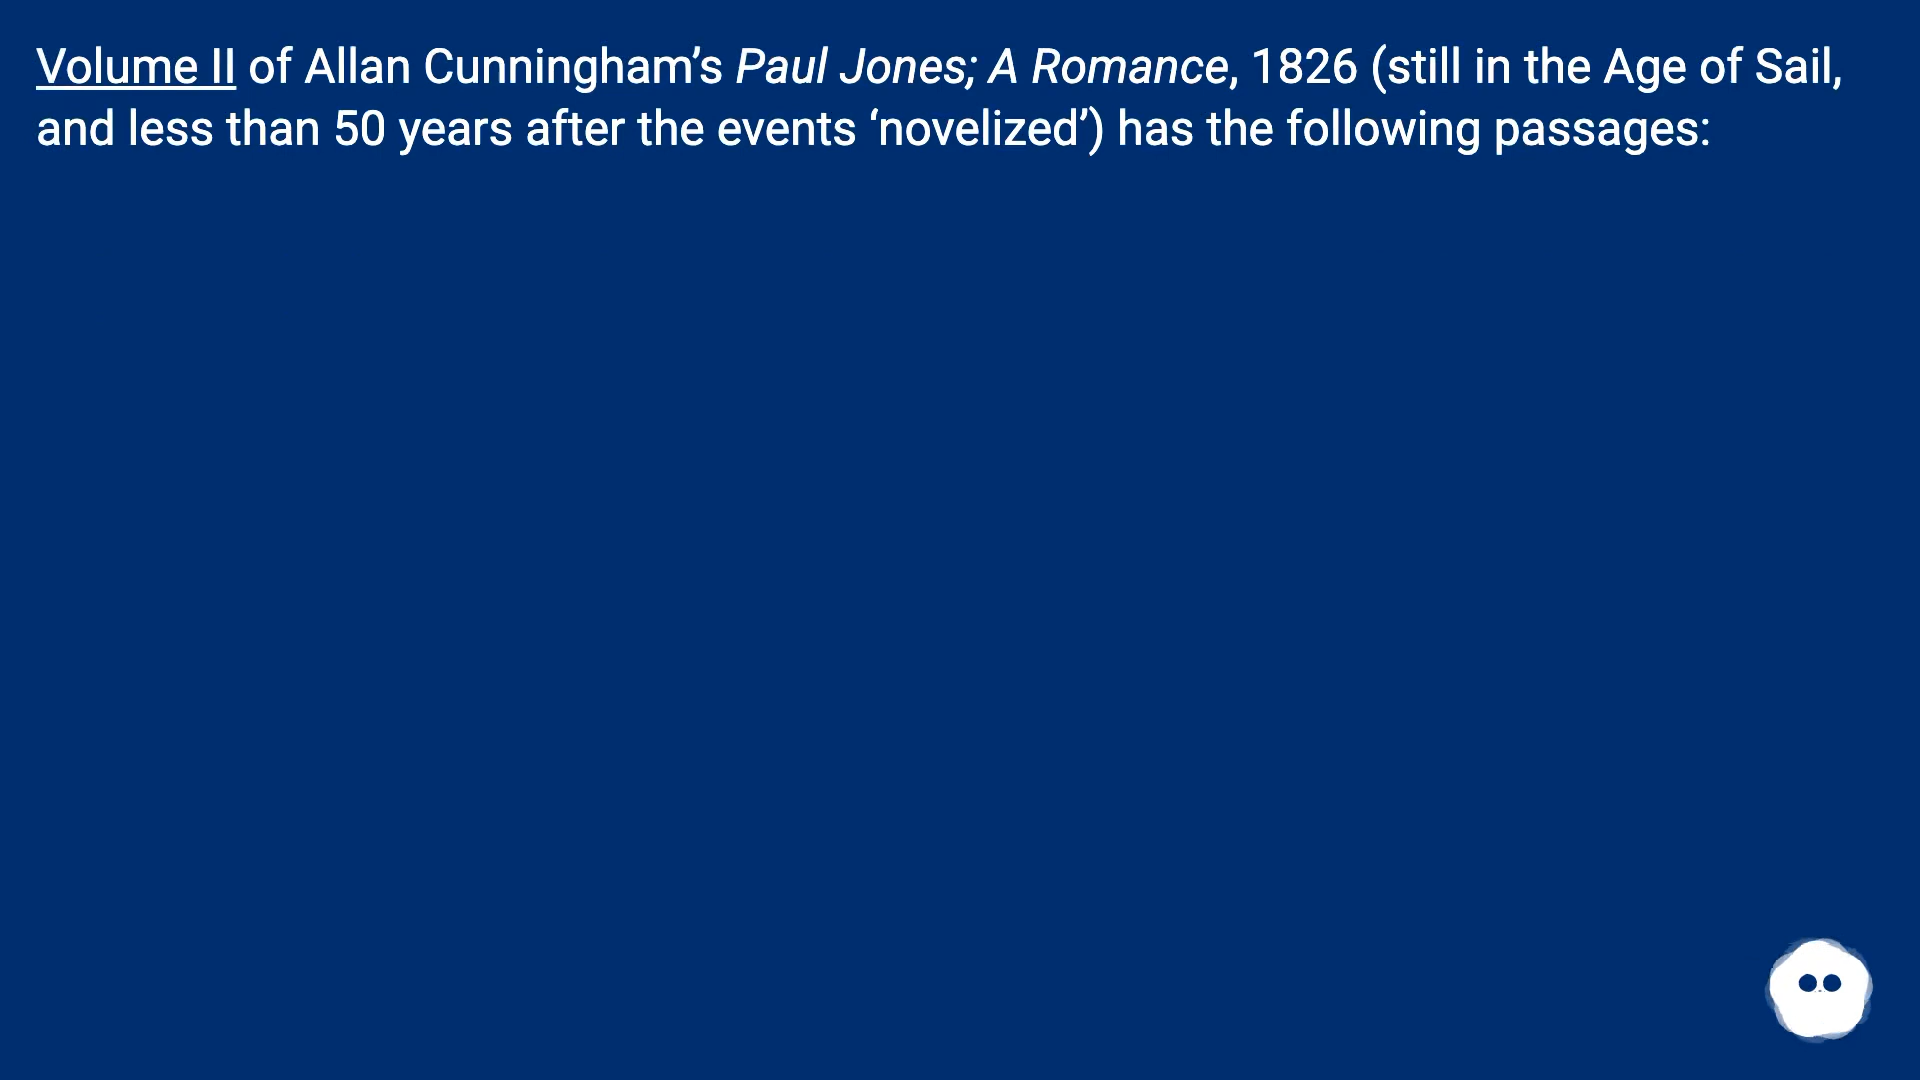 Volume II of Allan Cunningham’s Paul Jones; A Romance, 1826 (still in the Age of Sail,
and less than 50 years after the events ‘novelized’) has the following passages: